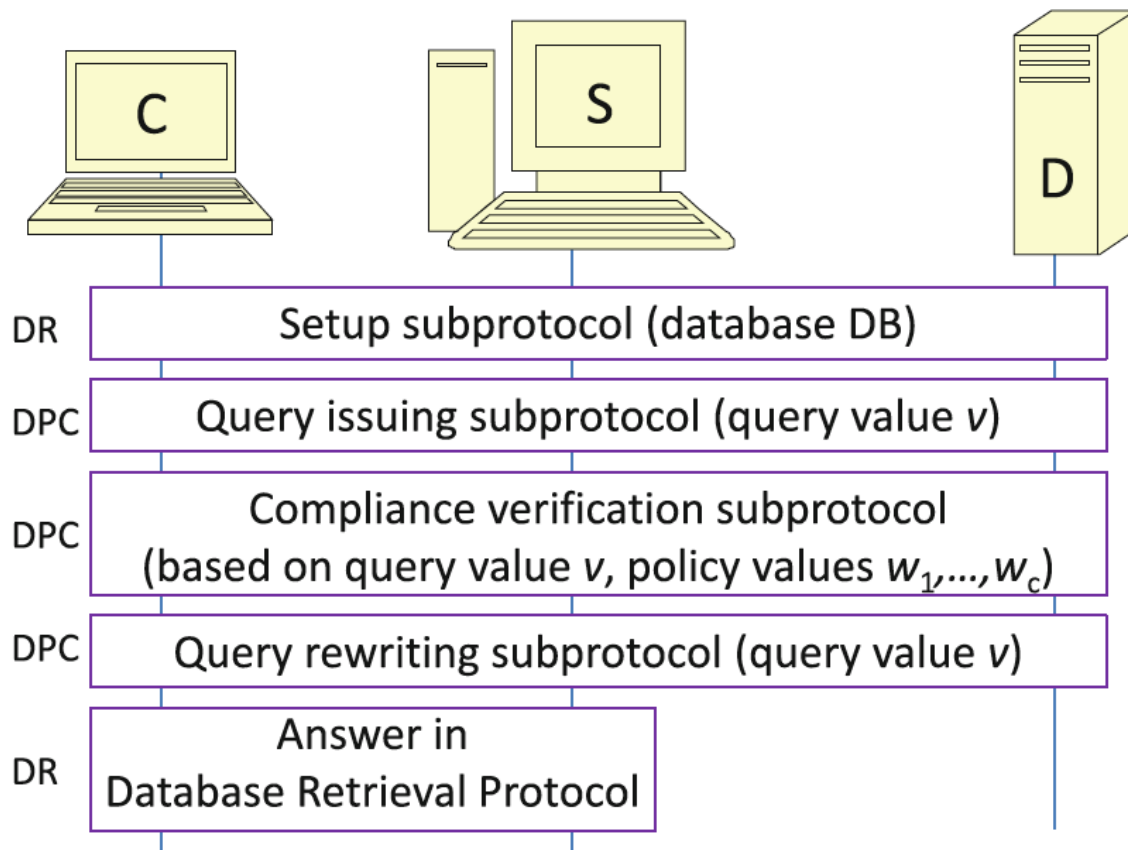 C
S
D
DR
Setup subprotocol (database DB)
DPC
Query issuing subprotocol (query value v)
DPC
Compliance verification subprotocol
(based on query value v, policy values w₁,...,w_c)
DPC
Query rewriting subprotocol (query value v)
DR
Answer in
Database Retrieval Protocol